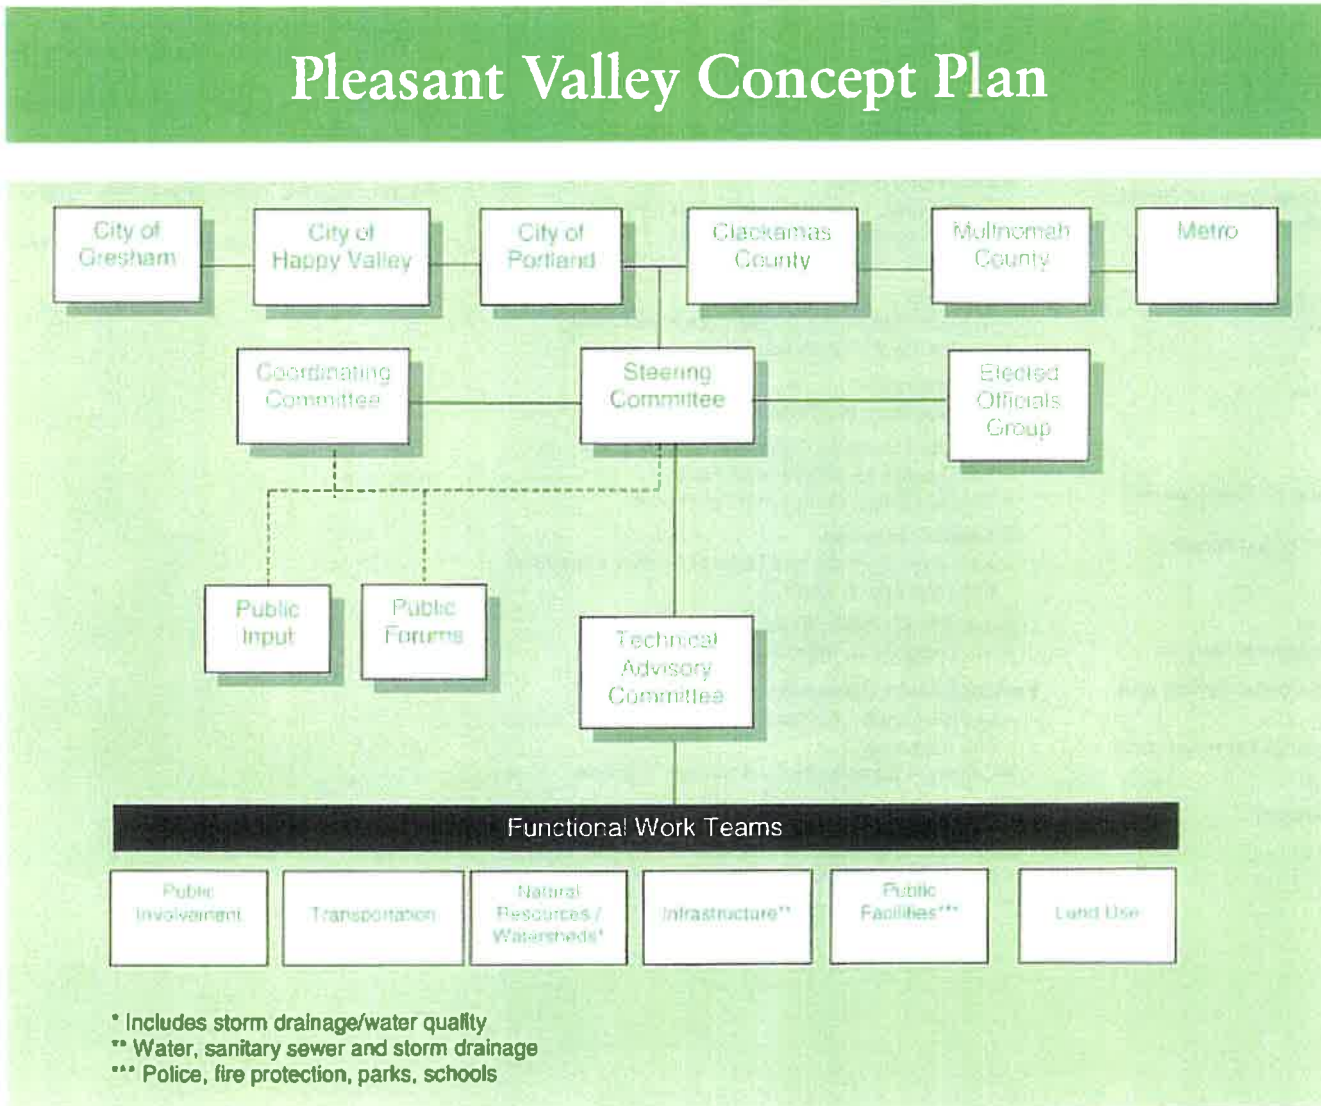 Pleasant Valley Concept Plan
City of
Gresham
City of
Happy Valley
City of
Portland
Clackamas
County
Multnomah
County
Metro
Coordinating
Committee
Steering
Committee
Elected
Officials
Group
Public
Input
Public
Forums
Technical
Advisory
Committee
Functional Work Teams
Public
Involvement
Transportation
Natural
Resources /
Watersheds*
Infrastructure**
Public
Facilities***
Land Use
* Includes storm drainage/water quality
** Water, sanitary sewer and storm drainage
*** Police, fire protection, parks, schools